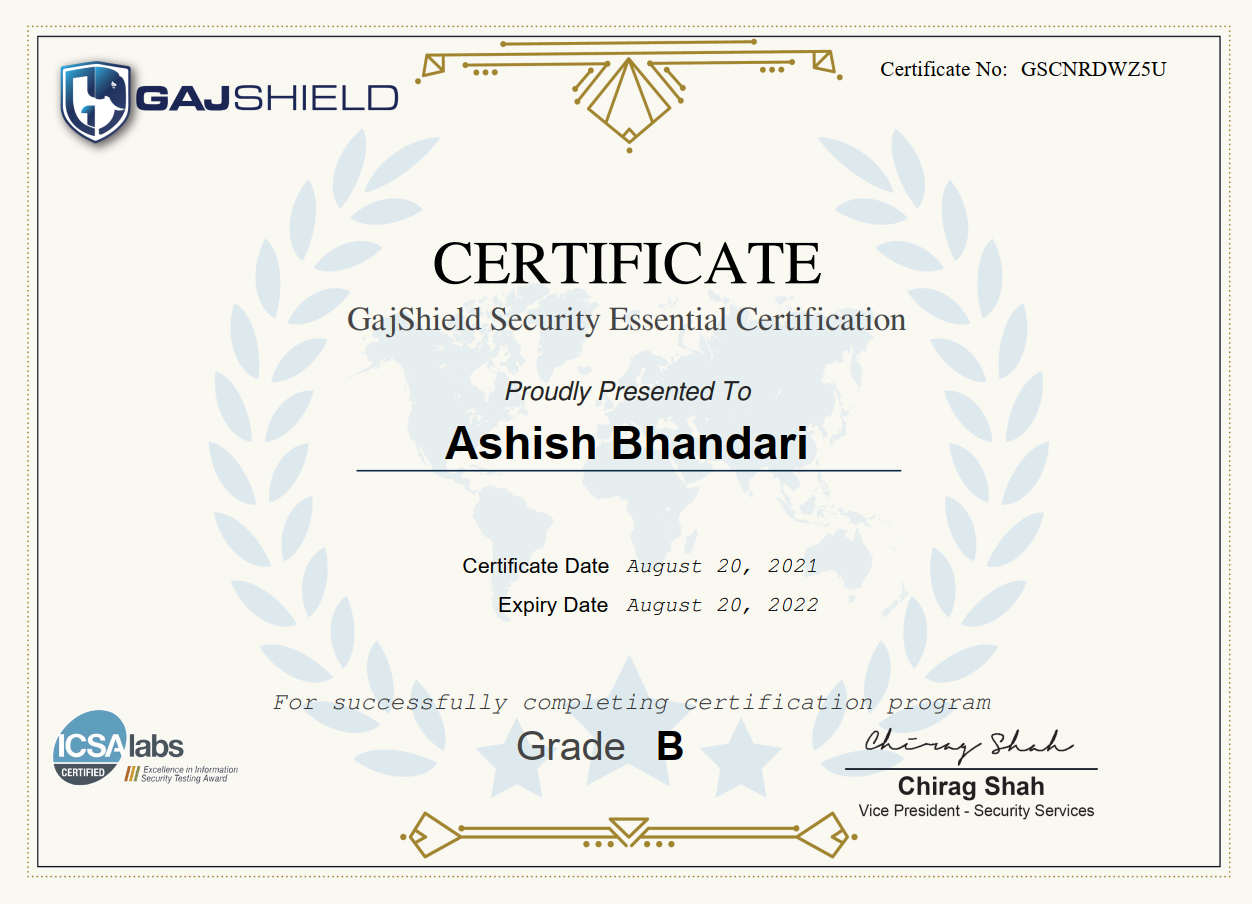 GAJSHIELD
Certificate No: GSCNRDWZ5U
CERTIFICATE
GajShield Security Essential Certification
Proudly Presented To
Ashish Bhandari
Certificate Date August 20, 2021
Expiry Date August 20, 2022
For successfully completing certification program
Grade B
ICSA labs
CERTIFIED
Excellence in Information
Security Testing Award
Chirag Shah
Chirag Shah
Vice President - Security Services